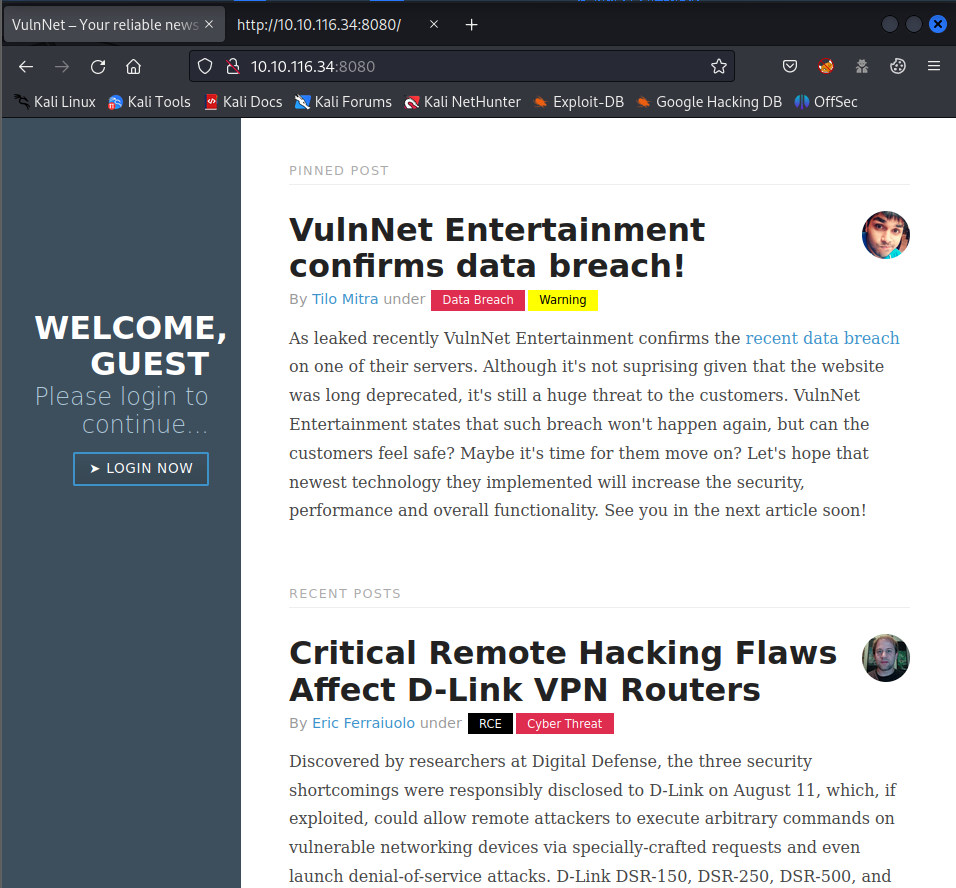 VulnNet – Your reliable news
http://10.10.116.34:8080/
10.10.116.34:8080
Kali Linux
Kali Tools
Kali Docs
Kali Forums
Kali NetHunter
Exploit-DB
Google Hacking DB
OffSec
WELCOME,
GUEST
Please login to
continue...
➤ LOGIN NOW
PINNED POST
VulnNet Entertainment
confirms data breach!
By Tilo Mitra under Data Breach Warning
As leaked recently VulnNet Entertainment confirms the recent data breach
on one of their servers. Although it's not suprising given that the website
was long deprecated, it's still a huge threat to the customers. VulnNet
Entertainment states that such breach won't happen again, but can the
customers feel safe? Maybe it's time for them move on? Let's hope that
newest technology they implemented will increase the security,
performance and overall functionality. See you in the next article soon!
RECENT POSTS
Critical Remote Hacking Flaws
Affect D-Link VPN Routers
By Eric Ferraiuolo under RCE Cyber Threat
Discovered by researchers at Digital Defense, the three security
shortcomings were responsibly disclosed to D-Link on August 11, which, if
exploited, could allow remote attackers to execute arbitrary commands on
vulnerable networking devices via specially-crafted requests and even
launch denial-of-service attacks. D-Link DSR-150, DSR-250, DSR-500, and